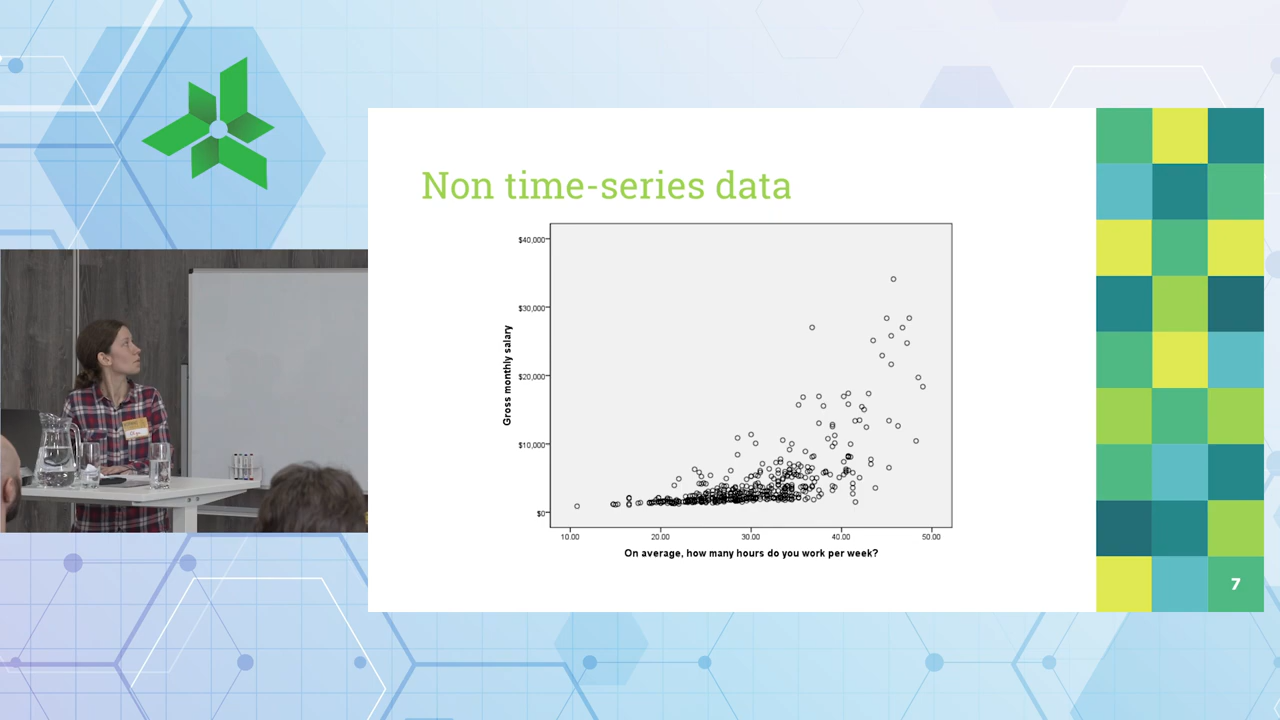 Non time-series data
$40,000
$30,000
$20,000
$10,000
$0
Gross monthly salary
10.00 20.00 30.00 40.00 50.00
On average, how many hours do you work per week?
7